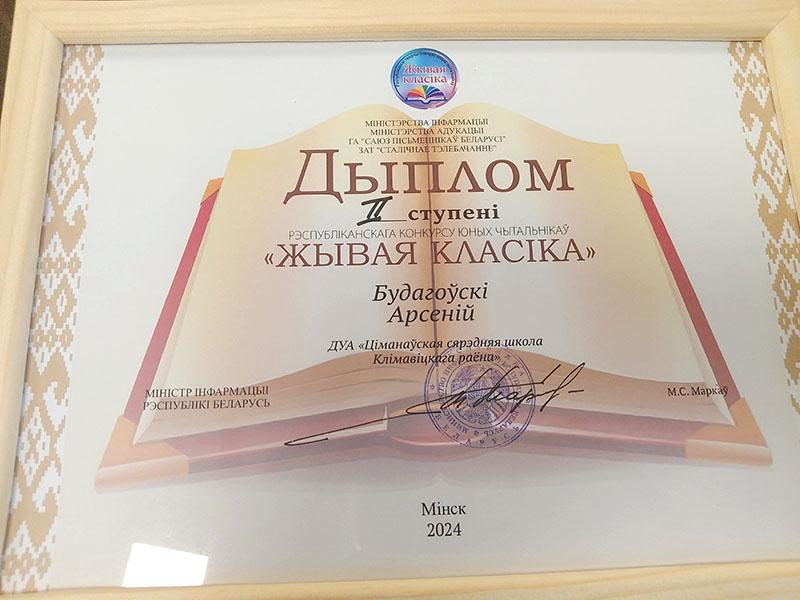 Жывая
класіка
МІНІСТЭРСТВА ІНФАРМАЦЫІ
МІНІСТЭРСТВА АДУКАЦЫІ
ГА "САЮЗ ПІСЬМЕННІКАЎ БЕЛАРУСІ"
ЗАТ "СТАЛІЧНАЕ ТЭЛЕБАЧАННЕ"
Дыплом
II ступені
РЭСПУБЛІКАНСКАГА КОНКУРСУ ЮНЫХ ЧЫТАЛЬНІКАЎ
«ЖЫВАЯ КЛАСІКА»
Будагоўскі
Арсеній
ДУА «Ціманаўская сярэдняя школа
Клімавіцкага раёна»
МІНІСТР ІНФАРМАЦЫІ
РЭСПУБЛІКІ БЕЛАРУСЬ
М.С. Маркаў
Мінск
2024